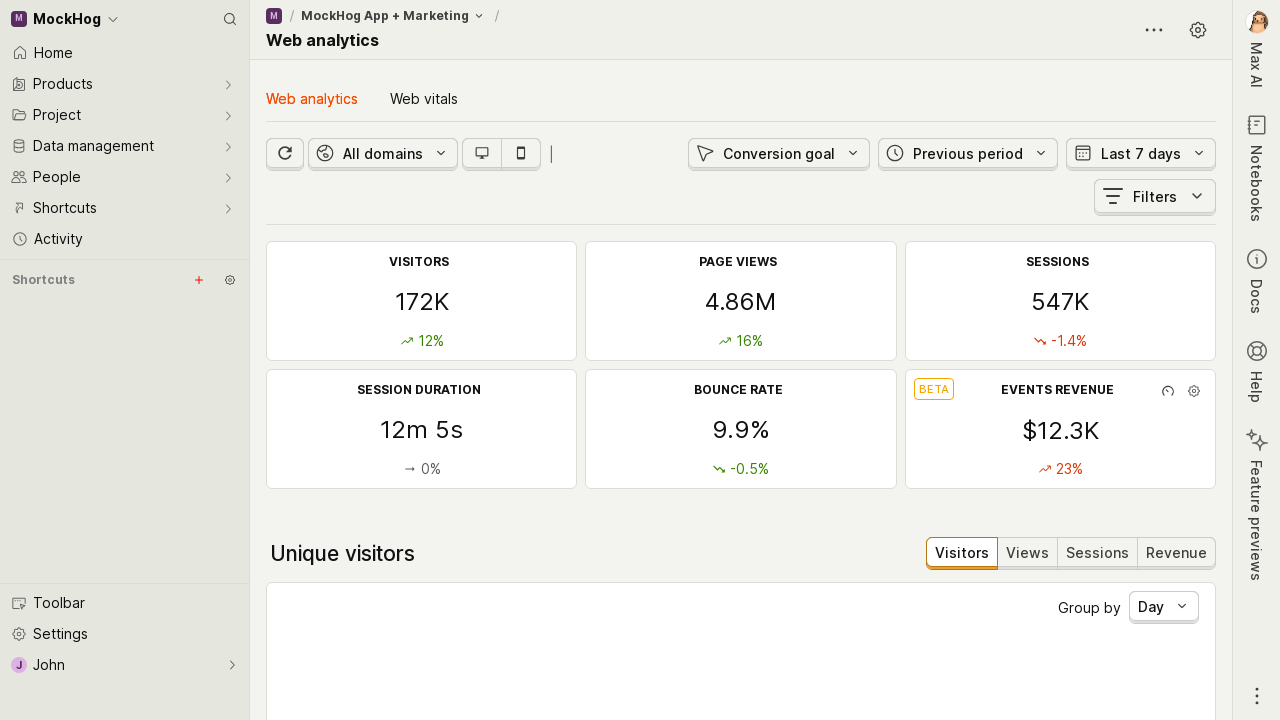 M MockHog
Home
Products
Project
Data management
People
Shortcuts
Activity
Shortcuts
Toolbar
Settings
J John
M / MockHog App + Marketing /
Web analytics
Web analytics Web vitals
All domains Conversion goal Previous period Last 7 days
Filters
VISITORS
172K
12%
PAGE VIEWS
4.86M
16%
SESSIONS
547K
-1.4%
SESSION DURATION
12m 5s
0%
BOUNCE RATE
9.9%
-0.5%
BETA EVENTS REVENUE
$12.3K
23%
Unique visitors Visitors Views Sessions Revenue
Group by Day
Max AI
Notebooks
Docs
Help
Feature previews